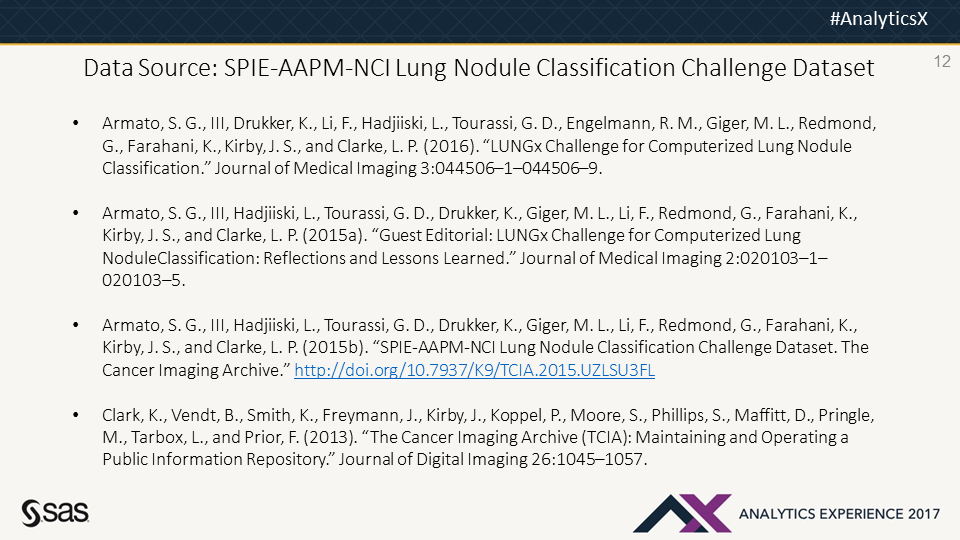 #AnalyticsX
12
Data Source: SPIE-AAPM-NCI Lung Nodule Classification Challenge Dataset
• Armato, S. G., III, Drukker, K., Li, F., Hadjiiski, L., Tourassi, G. D., Engelmann, R. M., Giger, M. L., Redmond,
G., Farahani, K., Kirby, J. S., and Clarke, L. P. (2016). “LUNGx Challenge for Computerized Lung Nodule
Classification.” Journal of Medical Imaging 3:044506–1–044506–9.
• Armato, S. G., III, Hadjiiski, L., Tourassi, G. D., Drukker, K., Giger, M. L., Li, F., Redmond, G., Farahani, K.,
Kirby, J. S., and Clarke, L. P. (2015a). “Guest Editorial: LUNGx Challenge for Computerized Lung
NoduleClassification: Reflections and Lessons Learned.” Journal of Medical Imaging 2:020103–1–
020103–5.
• Armato, S. G., III, Hadjiiski, L., Tourassi, G. D., Drukker, K., Giger, M. L., Li, F., Redmond, G., Farahani, K.,
Kirby, J. S., and Clarke, L. P. (2015b). “SPIE-AAPM-NCI Lung Nodule Classification Challenge Dataset. The
Cancer Imaging Archive.” http://doi.org/10.7937/K9/TCIA.2015.UZLSU3FL
• Clark, K., Vendt, B., Smith, K., Freymann, J., Kirby, J., Koppel, P., Moore, S., Phillips, S., Maffitt, D., Pringle,
M., Tarbox, L., and Prior, F. (2013). “The Cancer Imaging Archive (TCIA): Maintaining and Operating a
Public Information Repository.” Journal of Digital Imaging 26:1045–1057.
sas
AX ANALYTICS EXPERIENCE 2017